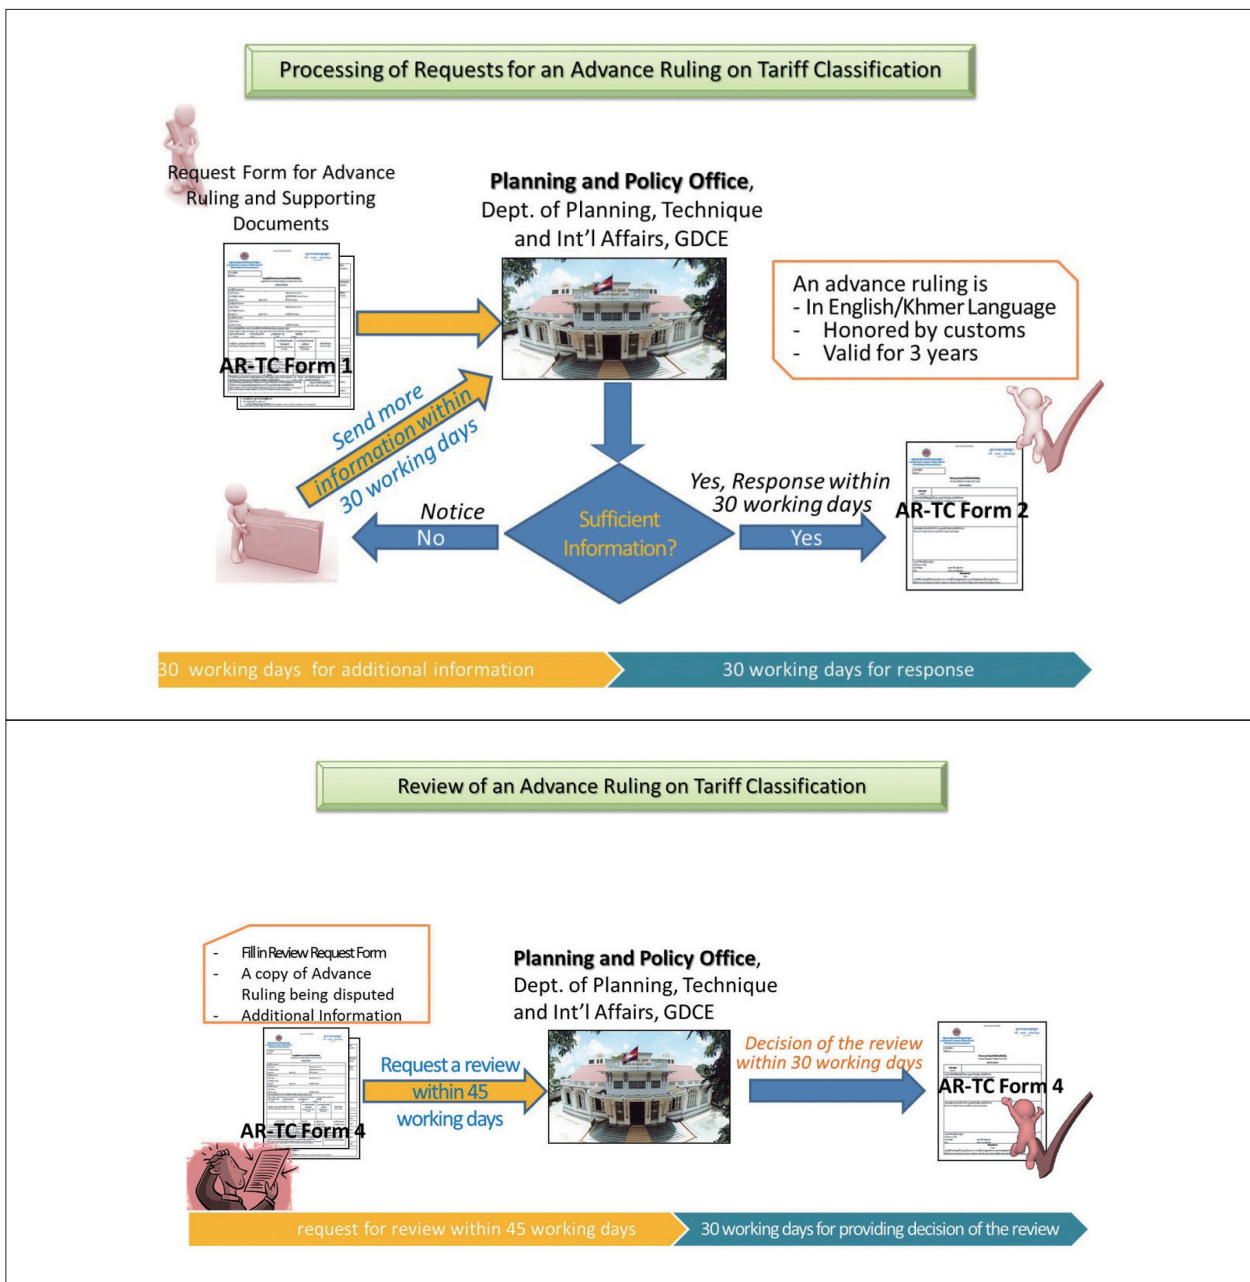 Processing of Requests for an Advance Ruling on Tariff Classification
Request Form for Advance
Ruling and Supporting
Documents
AR-TC Form 1
Planning and Policy Office,
Dept. of Planning, Technique
and Int'l Affairs, GDCE
An advance ruling is
- In English/Khmer Language
- Honored by customs
- Valid for 3 years
Send more
information within
30 working days
Notice
No
Sufficient
Information?
Yes, Response within
30 working days
Yes
AR-TC Form 2
30 working days for additional information
30 working days for response
Review of an Advance Ruling on Tariff Classification
- Fill in Review Request Form
- A copy of Advance
Ruling being disputed
- Additional Information
AR-TC Form 4
Request a review
within 45
working days
Planning and Policy Office,
Dept. of Planning, Technique
and Int'l Affairs, GDCE
Decision of the review
within 30 working days
AR-TC Form 4
request for review within 45 working days
30 working days for providing decision of the review